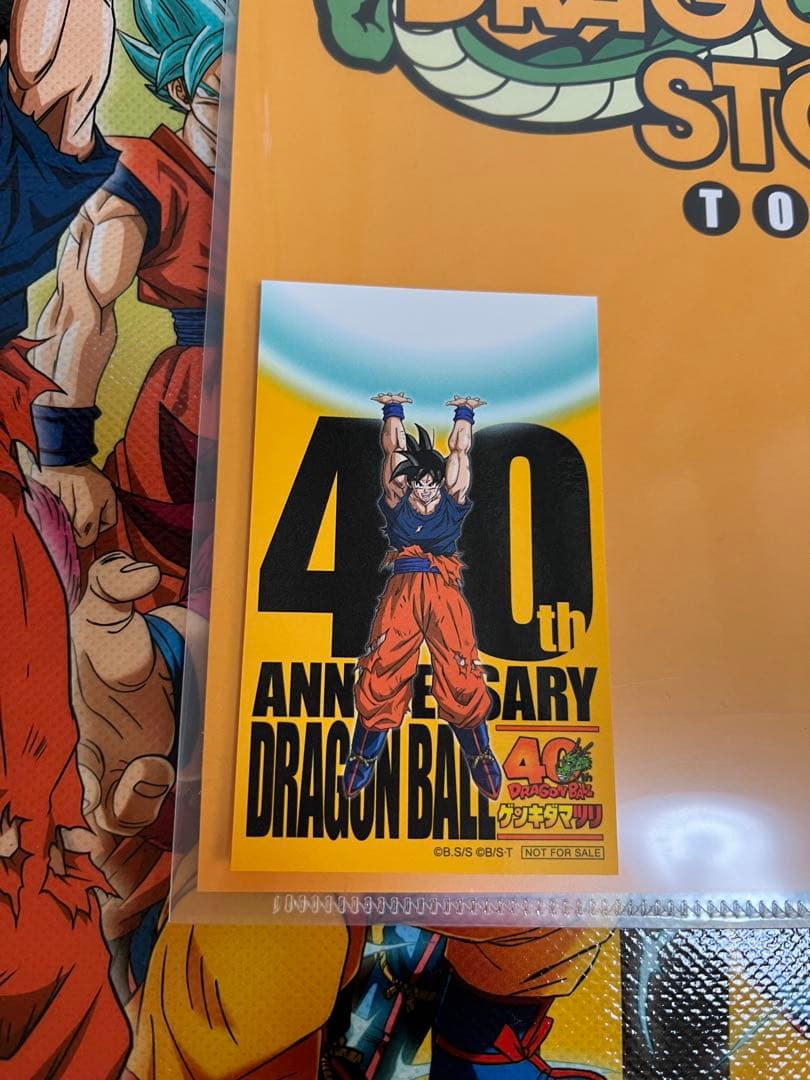 DRAGO
STO
TO
40th
ANNIVERSARY
DRAGON BALL
40th
DRAGON BALL
ゲンキダマツリ
©B.S/S ©B/S・T NOT FOR SALE